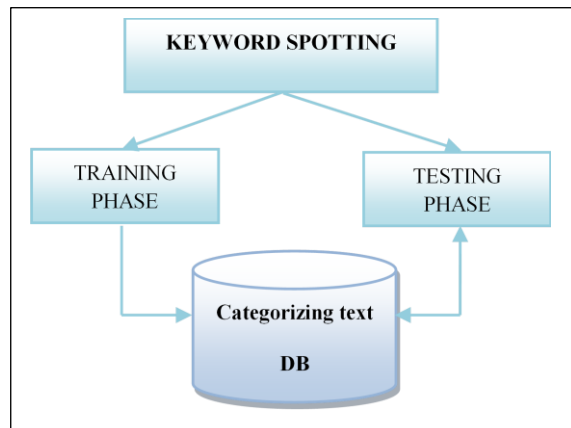 KEYWORD SPOTTING
TRAINING
PHASE
TESTING
PHASE
Categorizing text
DB